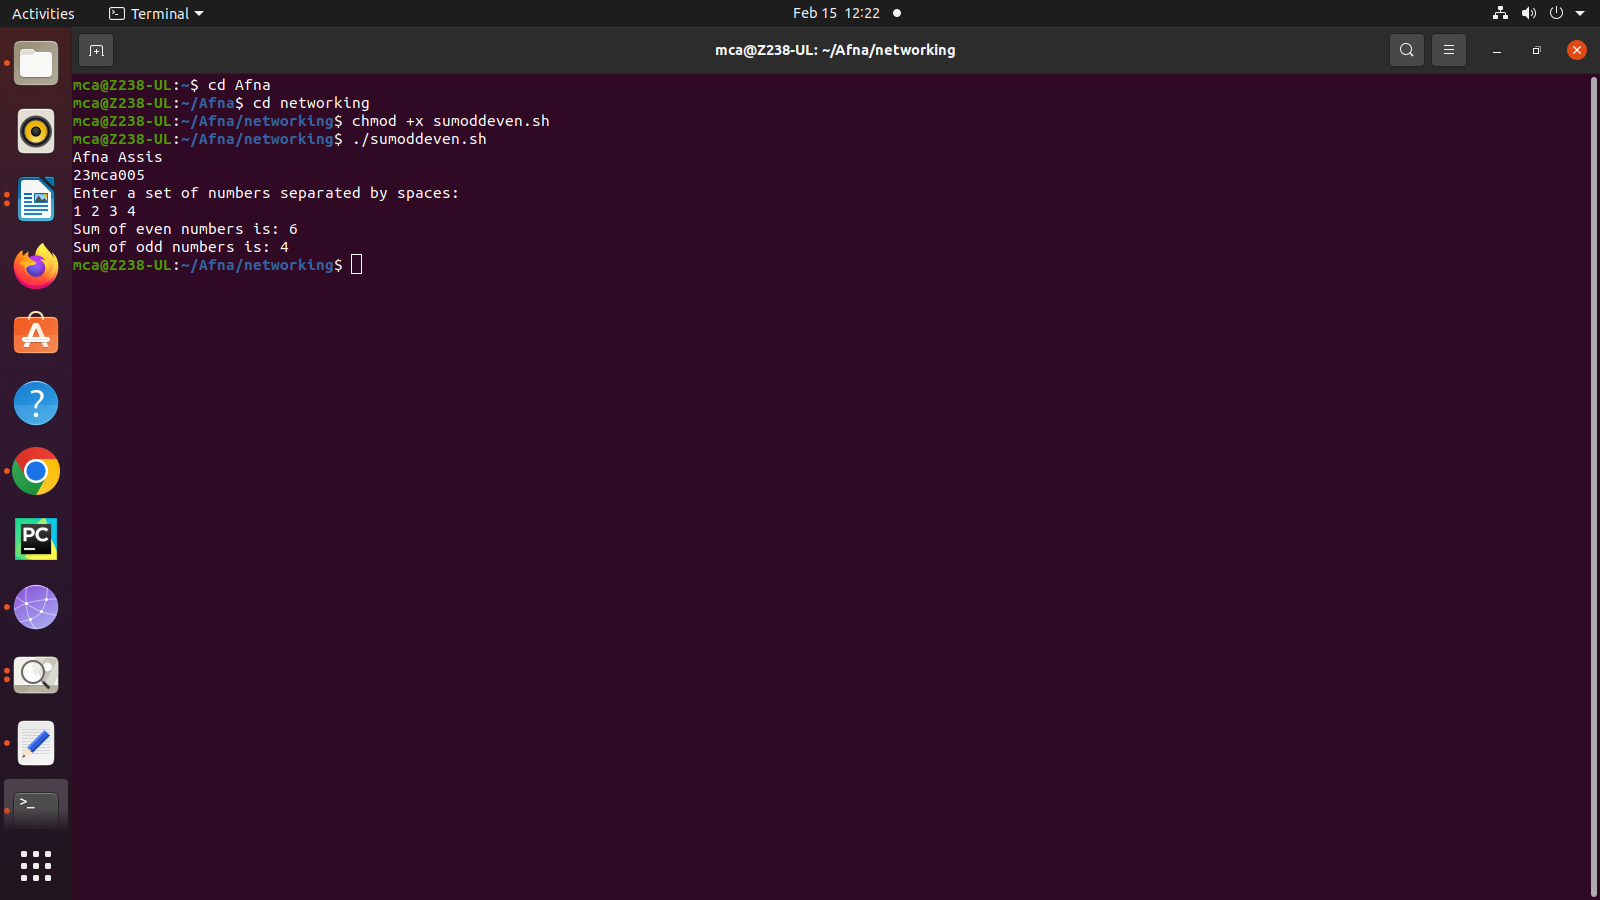 Activities
Terminal
Feb 15 12:22
mca@Z238-UL: ~/Afna/networking
mca@Z238-UL:~$ cd Afna
mca@Z238-UL:~/Afna$ cd networking
mca@Z238-UL:~/Afna/networking$ chmod +x sumoddeven.sh
mca@Z238-UL:~/Afna/networking$ ./sumoddeven.sh
Afna Assis
23mca005
Enter a set of numbers separated by spaces:
1 2 3 4
Sum of even numbers is: 6
Sum of odd numbers is: 4
mca@Z238-UL:~/Afna/networking$
?
PC
>_